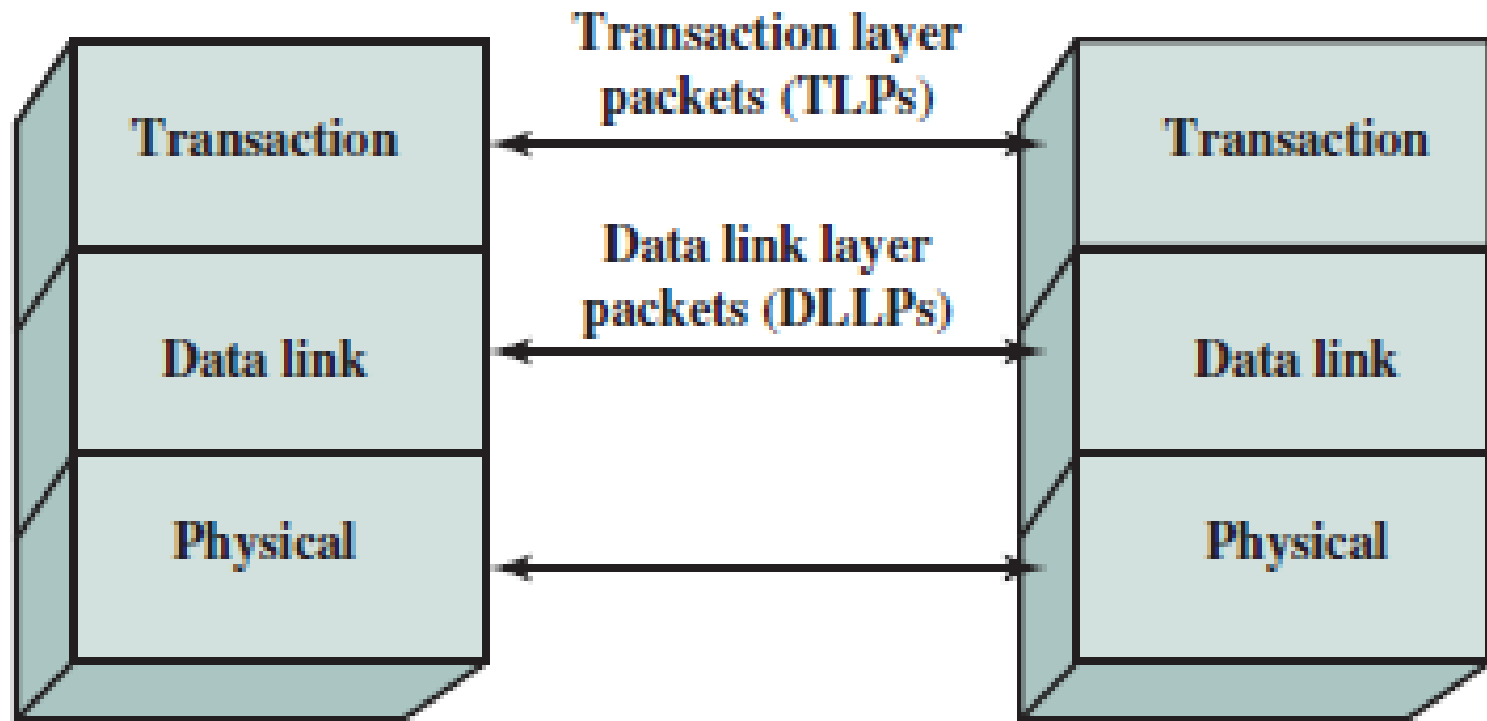 Transaction layer
packets (TLPs)
Transaction
Transaction
Data link layer
packets (DLLPs)
Data link
Data link
Physical
Physical